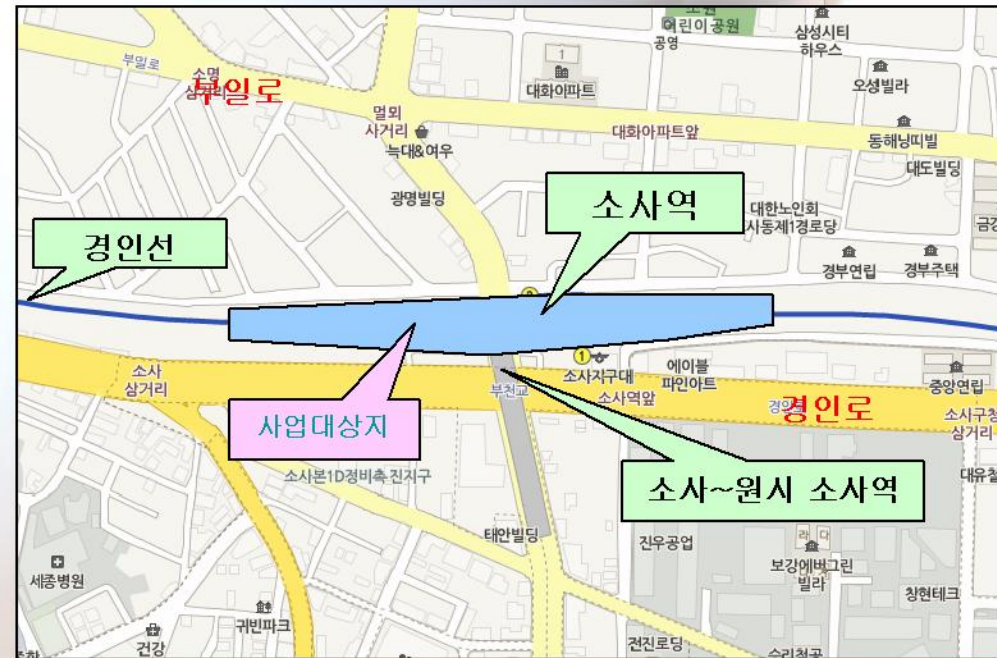 어린이공원
공영
삼성시티
하우스
부일로
소명
삼거리
부일로
1
대화아파트
오성빌라
멀뫼
사거리
늑대&여우
대화아파트앞
동해닝띠빌
대도빌딩
광명빌딩
소사역
대한노인회
시동제1경로당
경인선
경부연립
경부주택
1
소사지구대
에이블
파인아트
소사
삼거리
중앙연립
부천교
소사역앞
경인로
사업대상지
삼거리
소사~원시 소사역
소사본1D정비촉진지구
태안빌딩
진우공업
라 다
보강에버그린
빌라
세종병원
창현테크
귀빈파크
건강
전진로딩